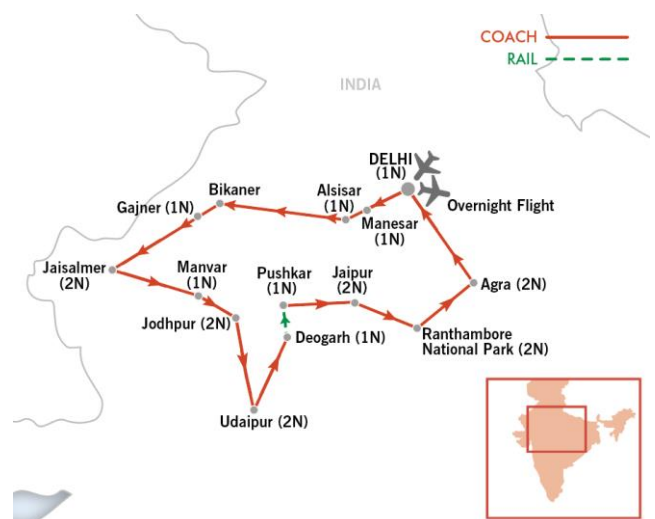 COACH
RAIL
INDIA
DELHI
(1N)
Overnight Flight
Alsisar
(1N)
Manesar
(1N)
Bikaner
Gajner (1N)
Jaisalmer
(2N)
Manvar
(1N)
Pushkar
(1N)
Jaipur
(2N)
Agra (2N)
Jodhpur (2N)
Deogarh (1N)
Ranthambore
National Park (2N)
Udaipur (2N)